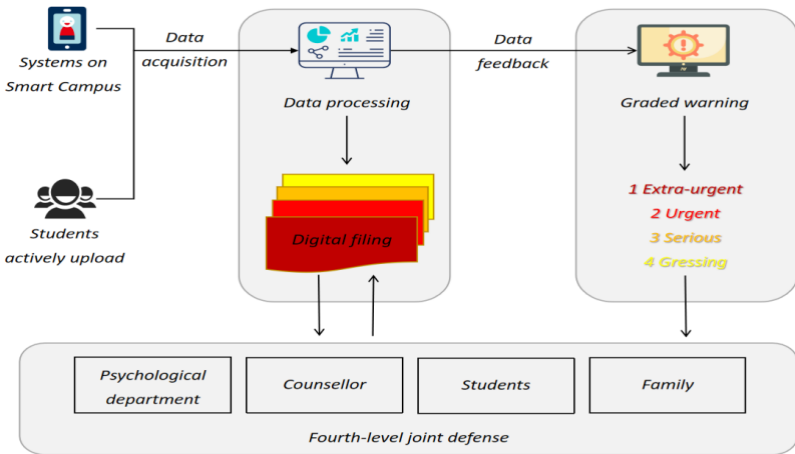 Systems on
Smart Campus
Data
acquisition
Data
feedback
Data processing
Graded warning
Students
actively upload
Digital filing
1 Extra-urgent
2 Urgent
3 Serious
4 Gressing
Psychological
department
Counsellor
Students
Family
Fourth-level joint defense